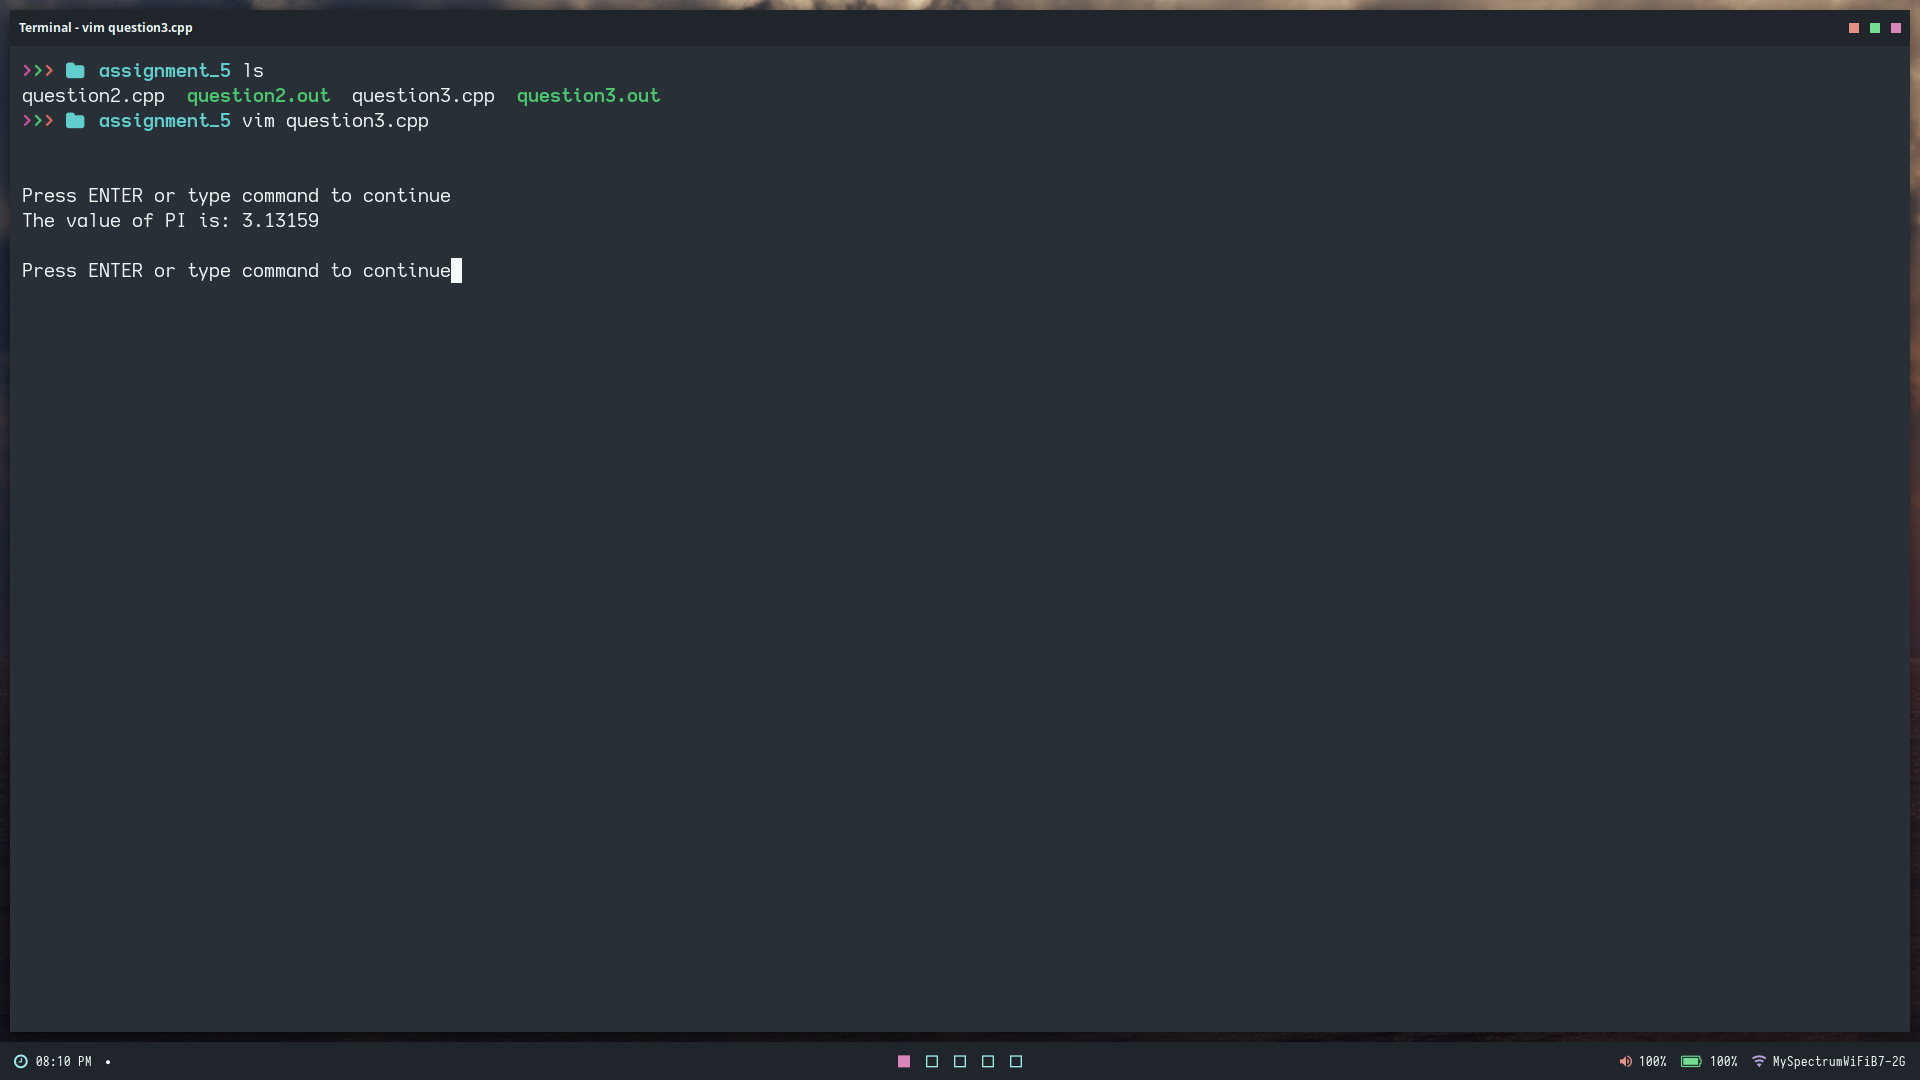 Terminal - vim question3.cpp
>>> assignment_5 ls
question2.cpp  question2.out  question3.cpp  question3.out
>>> assignment_5 vim question3.cpp
Press ENTER or type command to continue
The value of PI is: 3.13159
Press ENTER or type command to continue
08:10 PM •
100% 100% MySpectrumWiFiB7-2G